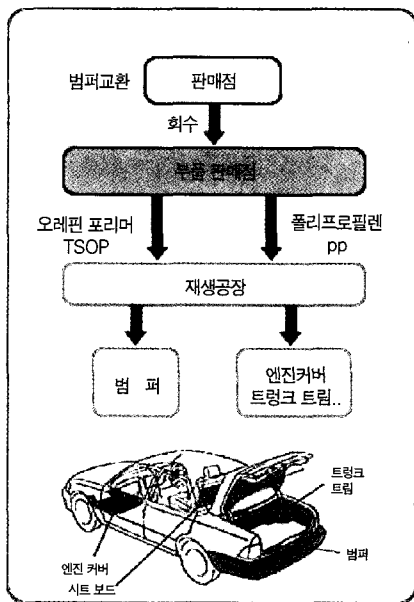 범퍼교환
판매점
회수
부품 판매점
오레핀 포리머
TSOP
폴리프로필렌
pp
재생공장
범 퍼
엔진커버
트렁크 트림..
트렁크
트림
범퍼
엔진 커버
시트 보드